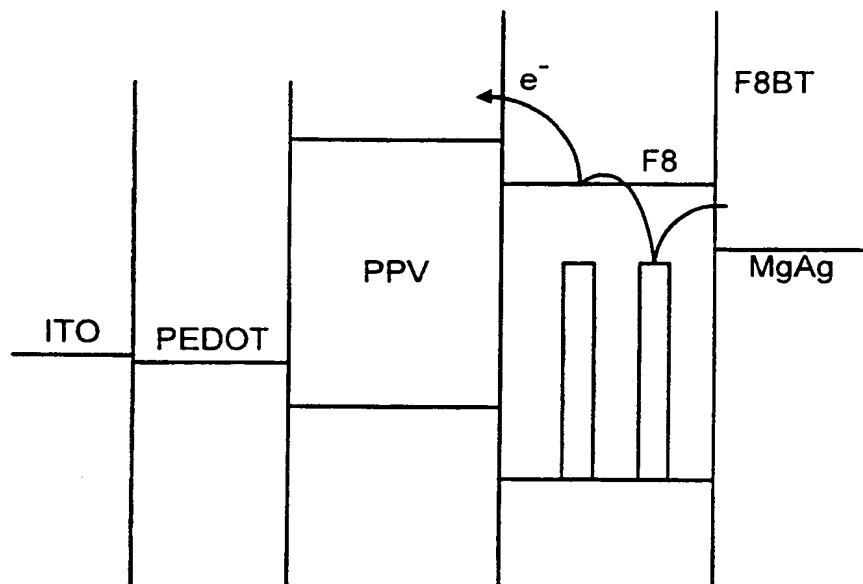 e-
F8BT
F8
PPV
MgAg
ITO
PEDOT